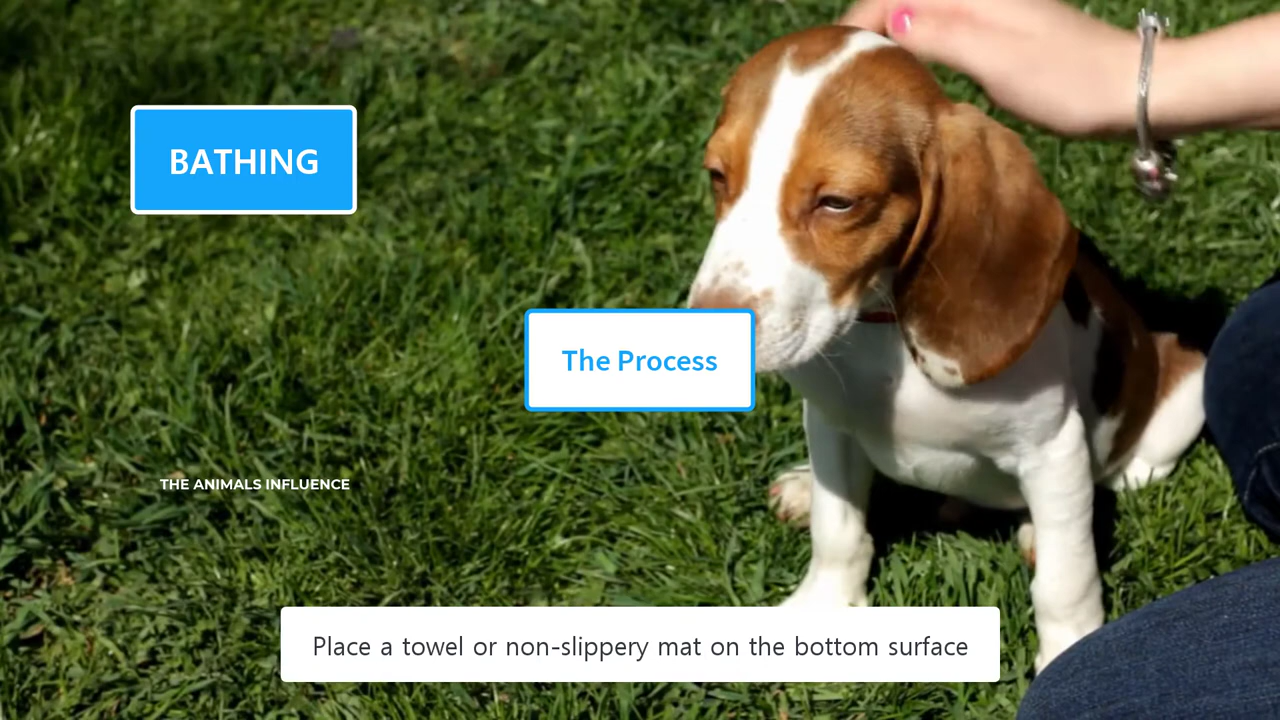 BATHING
The Process
THE ANIMALS INFLUENCE
Place a towel or non-slippery mat on the bottom surface